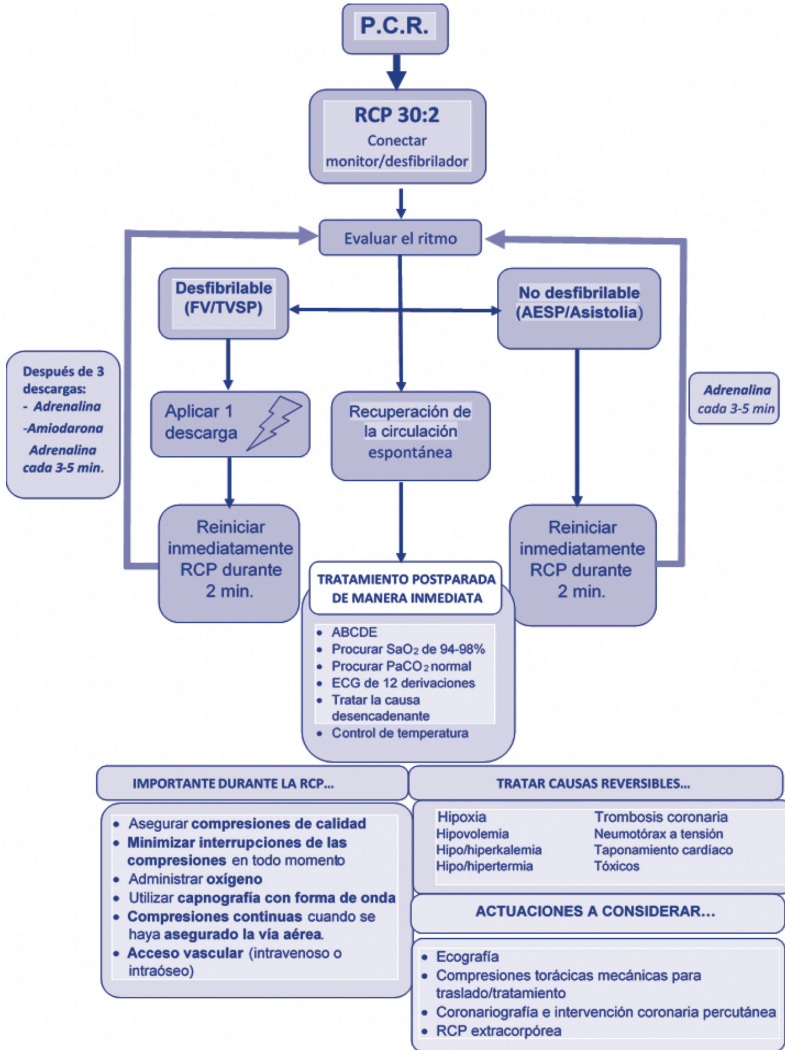 P.C.R.
RCP 30:2
Conectar
monitor/desfibrilador
Evaluar el ritmo
Desfibrilable
(FV/TVSP)
No desfibrilable
(AESP/Asistolia)
Después de 3
descargas:
- Adrenalina
-Amiodarona
Adrenalina
cada 3-5 min.
Aplicar 1
descarga
Recuperación de
la circulación
espontánea
Adrenalina
cada 3-5 min
Reiniciar
inmediatamente
RCP durante
2 min.
Reiniciar
inmediatamente
RCP durante
2 min.
TRATAMIENTO POSTPARADA
DE MANERA INMEDIATA
• ABCDE
• Procurar SaO₂ de 94-98%
• Procurar PaCO₂ normal
• ECG de 12 derivaciones
• Tratar la causa
desencadenante
• Control de temperatura
IMPORTANTE DURANTE LA RCP...
• Asegurar compresiones de calidad
• Minimizar interrupciones de las
compresiones en todo momento
• Administrar oxígeno
• Utilizar capnografía con forma de onda
• Compresiones continuas cuando se
haya asegurado la vía aérea.
• Acceso vascular (intravenoso o
intraóseo)
TRATAR CAUSAS REVERSIBLES...
Hipoxia
Hipovolemia
Hipo/hiperkalemia
Hipo/hipertermia
Trombosis coronaria
Neumotórax a tensión
Taponamiento cardíaco
Tóxicos
ACTUACIONES A CONSIDERAR...
• Ecografía
• Compresiones torácicas mecánicas para
traslado/tratamiento
• Coronariografía e intervención coronaria percutánea
• RCP extracorpórea